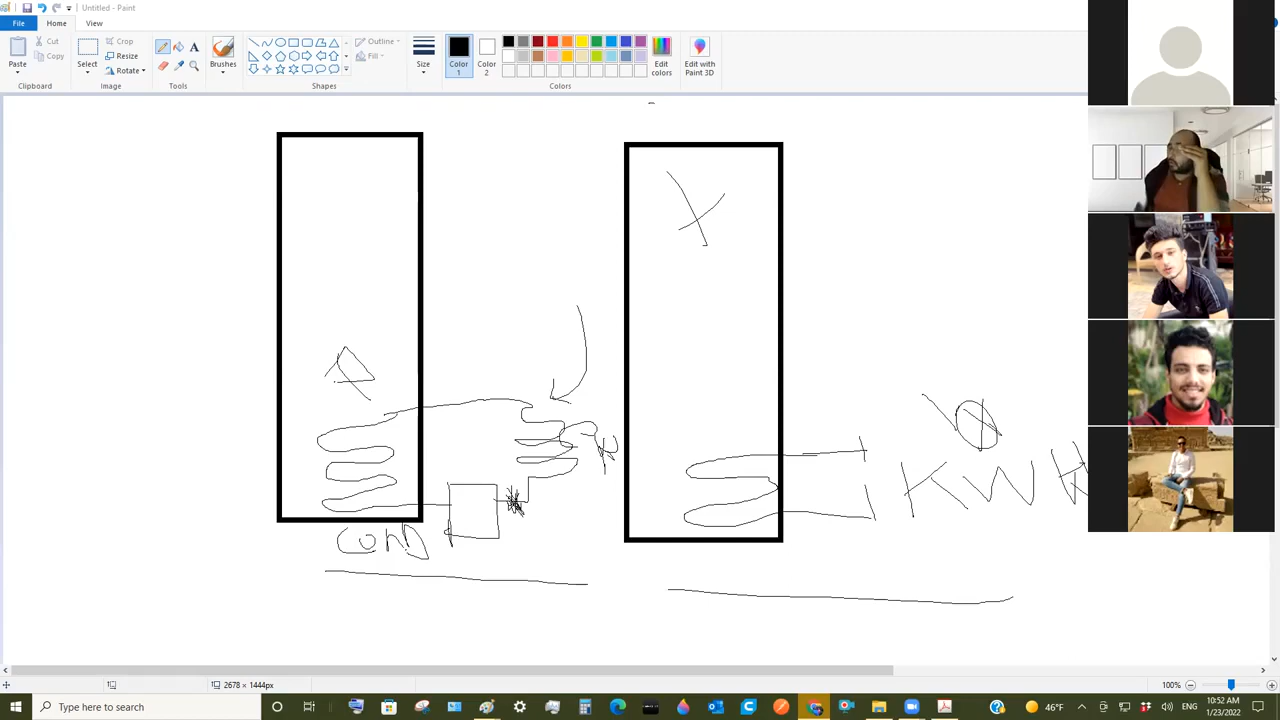 Untitled - Paint
File
Home
View
Paste
Cut
Copy
Clipboard
Select
Crop
Resize
Rotate
Image
Tools
Brushes
Shapes
Outline
Fill
Size
Color 1
Color 2
Colors
Edit colors
Edit with Paint 3D
KW
Cond
2678 × 1444px
100%
Type here to search
46°F
10:52 AM
1/23/2022